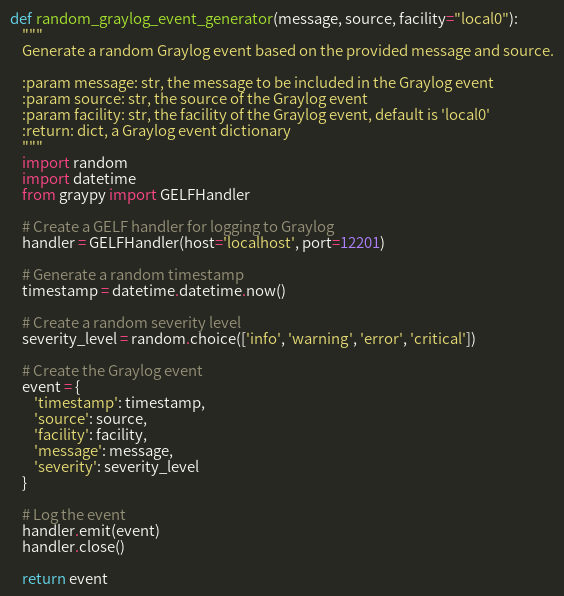 def random_graylog_event_generator(message, source, facility="local0"):
"""
Generate a random Graylog event based on the provided message and source.
:param message: str, the message to be included in the Graylog event
:param source: str, the source of the Graylog event
:param facility: str, the facility of the Graylog event, default is 'local0'
:return: dict, a Graylog event dictionary
"""
import random
import datetime
from graypy import GELFHandler
# Create a GELF handler for logging to Graylog
handler = GELFHandler(host='localhost', port=12201)
# Generate a random timestamp
timestamp = datetime.datetime.now()
# Create a random severity level
severity_level = random.choice(['info', 'warning', 'error', 'critical'])
# Create the Graylog event
event = {
'timestamp': timestamp,
'source': source,
'facility': facility,
'message': message,
'severity': severity_level
}
# Log the event
handler.emit(event)
handler.close()
return event